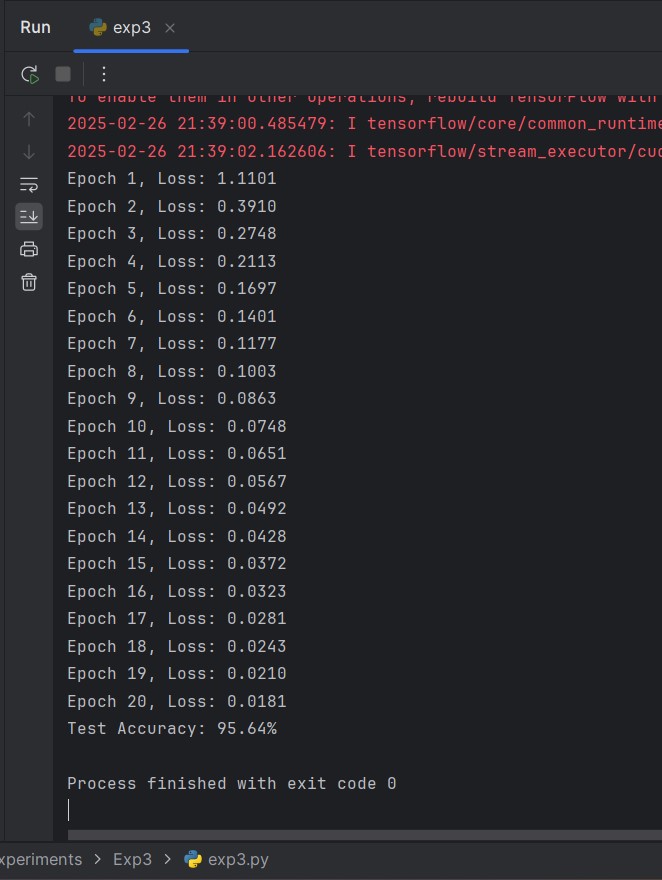 Run exp3
To enable them in other operations, rebuild TensorFlow with
2025-02-26 21:39:00.485479: I tensorflow/core/common_runtime
2025-02-26 21:39:02.162606: I tensorflow/stream_executor/cud
Epoch 1, Loss: 1.1101
Epoch 2, Loss: 0.3910
Epoch 3, Loss: 0.2748
Epoch 4, Loss: 0.2113
Epoch 5, Loss: 0.1697
Epoch 6, Loss: 0.1401
Epoch 7, Loss: 0.1177
Epoch 8, Loss: 0.1003
Epoch 9, Loss: 0.0863
Epoch 10, Loss: 0.0748
Epoch 11, Loss: 0.0651
Epoch 12, Loss: 0.0567
Epoch 13, Loss: 0.0492
Epoch 14, Loss: 0.0428
Epoch 15, Loss: 0.0372
Epoch 16, Loss: 0.0323
Epoch 17, Loss: 0.0281
Epoch 18, Loss: 0.0243
Epoch 19, Loss: 0.0210
Epoch 20, Loss: 0.0181
Test Accuracy: 95.64%
Process finished with exit code 0
xperiments > Exp3 > exp3.py